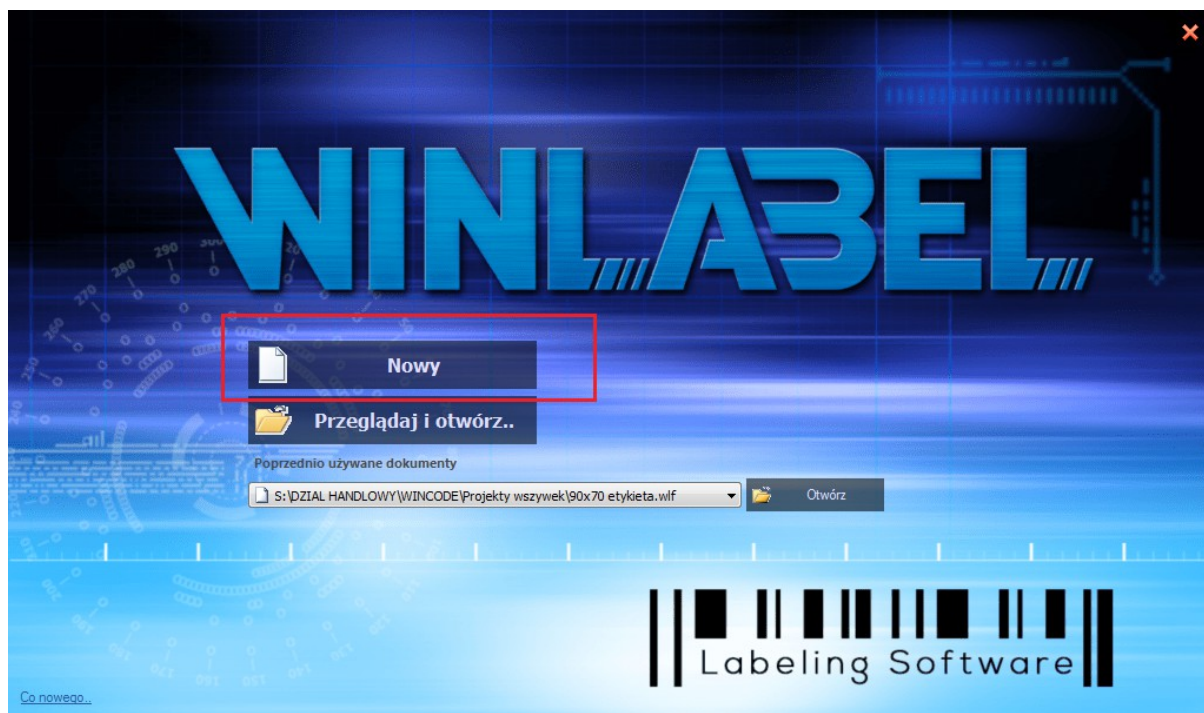 WINLABEL
Nowy
Przeglądaj i otwórz..
Poprzednio używane dokumenty
S:\DZIAL HANDLOWY\WINCODE\Projekty wszywek\90x70 etykieta.wlf
Otwórz
Labeling Software
Co nowego..